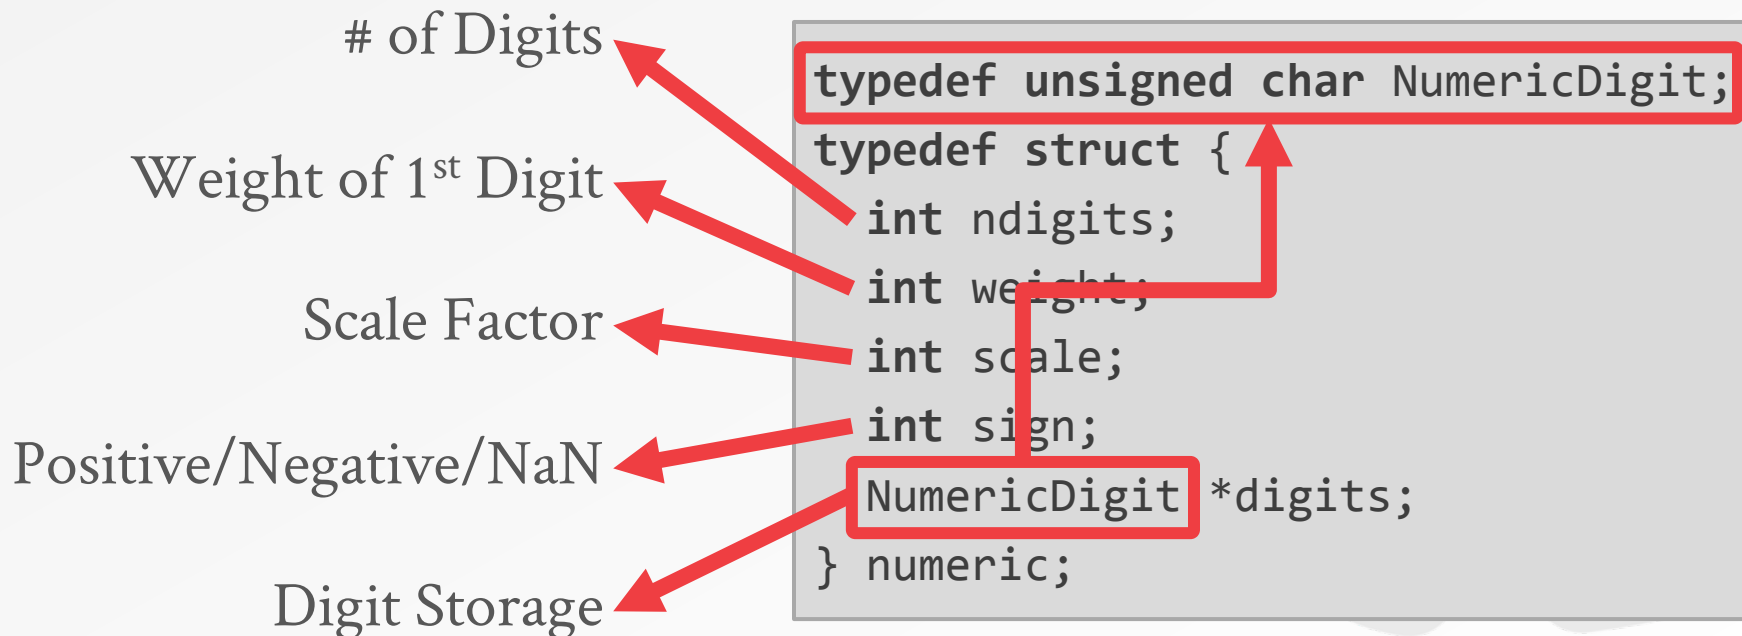 # of Digits
Weight of 1st Digit
Scale Factor
Positive/Negative/NaN
Digit Storage
typedef unsigned char NumericDigit;
typedef struct {
int ndigits;
int weight;
int scale;
int sign;
NumericDigit *digits;
} numeric;